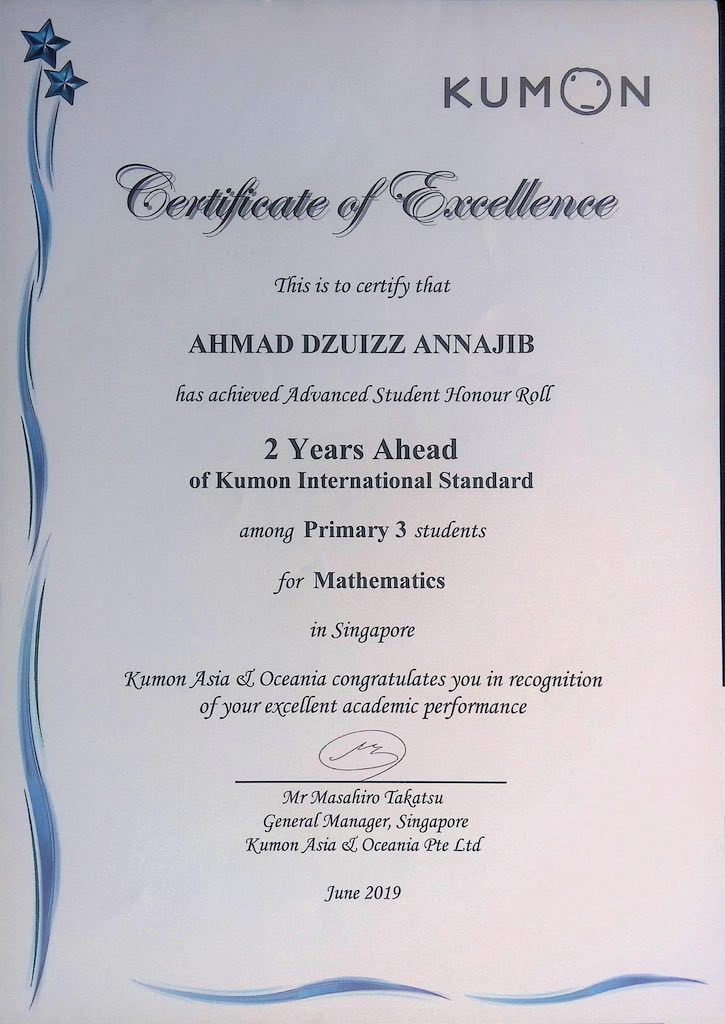 KUMON
Certificate of Excellence
This is to certify that
AHMAD DZUIZZ ANNAJIB
has achieved Advanced Student Honour Roll
2 Years Ahead
of Kumon International Standard
among Primary 3 students
for Mathematics
in Singapore
Kumon Asia & Oceania congratulates you in recognition
of your excellent academic performance
Mr Masahiro Takatsu
General Manager, Singapore
Kumon Asia & Oceania Pte Ltd
June 2019